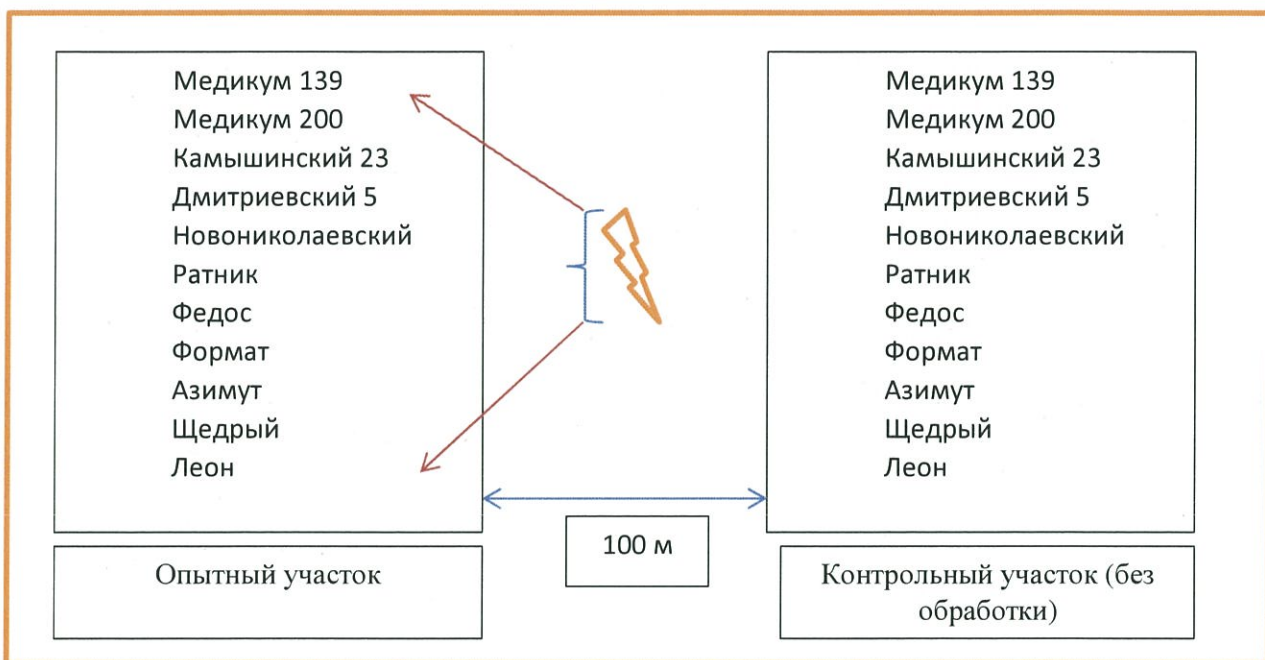 Медикум 139
Медикум 200
Камышинский 23
Дмитриевский 5
Новониколаевский
Ратник
Федос
Формат
Азимут
Щедрый
Леон
Опытный участок
100 м
Медикум 139
Медикум 200
Камышинский 23
Дмитриевский 5
Новониколаевский
Ратник
Федос
Формат
Азимут
Щедрый
Леон
Контрольный участок (без
обработки)